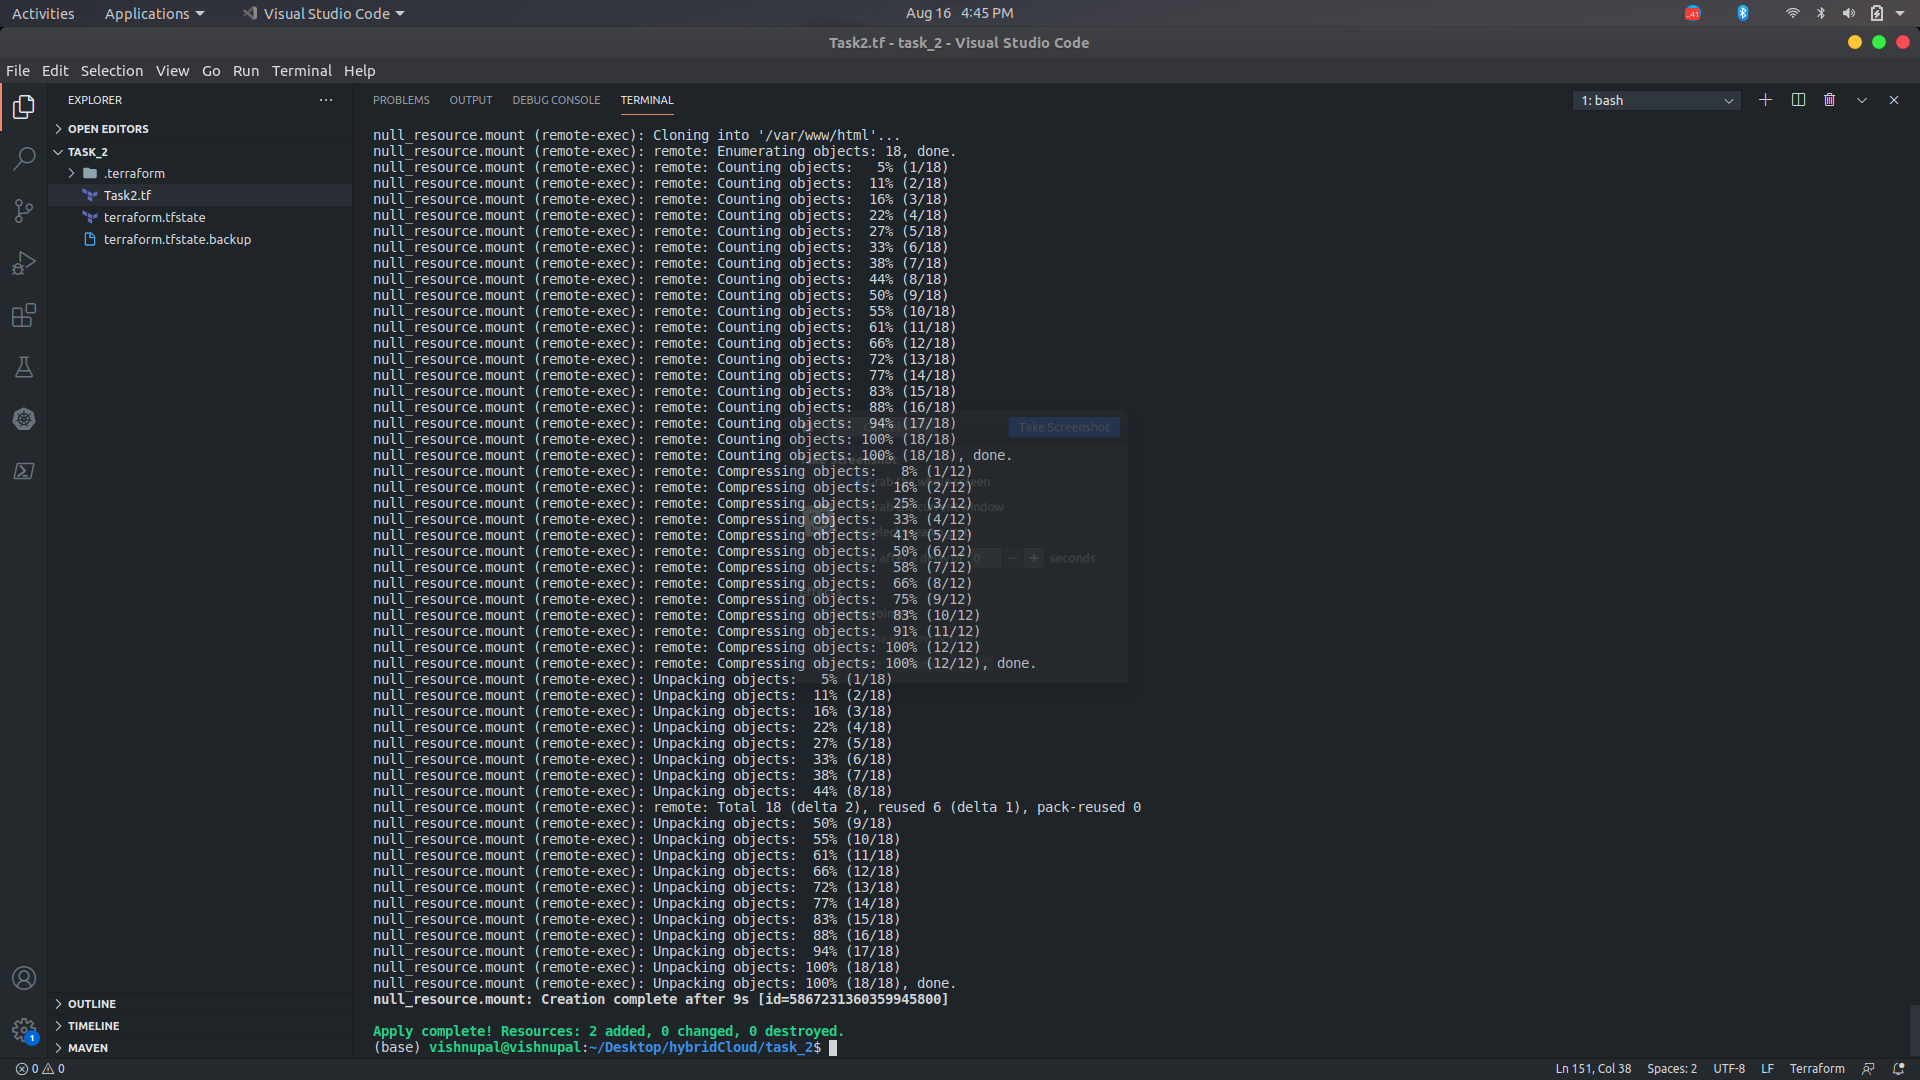 Activities Applications Visual Studio Code Aug 16 4:45 PM
Task2.tf - task_2 - Visual Studio Code
File Edit Selection View Go Run Terminal Help
EXPLORER
OPEN EDITORS
TASK_2
.terraform
Task2.tf
terraform.tfstate
terraform.tfstate.backup
OUTLINE
TIMELINE
MAVEN
1
PROBLEMS OUTPUT DEBUG CONSOLE TERMINAL 1: bash
null_resource.mount (remote-exec): Cloning into '/var/www/html'...
null_resource.mount (remote-exec): remote: Enumerating objects: 18, done.
null_resource.mount (remote-exec): remote: Counting objects:   5% (1/18)
null_resource.mount (remote-exec): remote: Counting objects:  11% (2/18)
null_resource.mount (remote-exec): remote: Counting objects:  16% (3/18)
null_resource.mount (remote-exec): remote: Counting objects:  22% (4/18)
null_resource.mount (remote-exec): remote: Counting objects:  27% (5/18)
null_resource.mount (remote-exec): remote: Counting objects:  33% (6/18)
null_resource.mount (remote-exec): remote: Counting objects:  38% (7/18)
null_resource.mount (remote-exec): remote: Counting objects:  44% (8/18)
null_resource.mount (remote-exec): remote: Counting objects:  50% (9/18)
null_resource.mount (remote-exec): remote: Counting objects:  55% (10/18)
null_resource.mount (remote-exec): remote: Counting objects:  61% (11/18)
null_resource.mount (remote-exec): remote: Counting objects:  66% (12/18)
null_resource.mount (remote-exec): remote: Counting objects:  72% (13/18)
null_resource.mount (remote-exec): remote: Counting objects:  77% (14/18)
null_resource.mount (remote-exec): remote: Counting objects:  83% (15/18)
null_resource.mount (remote-exec): remote: Counting objects:  88% (16/18)
null_resource.mount (remote-exec): remote: Counting objects:  94% (17/18)
null_resource.mount (remote-exec): remote: Counting objects: 100% (18/18)
null_resource.mount (remote-exec): remote: Counting objects: 100% (18/18), done.
null_resource.mount (remote-exec): remote: Compressing objects:   8% (1/12)
null_resource.mount (remote-exec): remote: Compressing objects:  16% (2/12)
null_resource.mount (remote-exec): remote: Compressing objects:  25% (3/12)
null_resource.mount (remote-exec): remote: Compressing objects:  33% (4/12)
null_resource.mount (remote-exec): remote: Compressing objects:  41% (5/12)
null_resource.mount (remote-exec): remote: Compressing objects:  50% (6/12)
null_resource.mount (remote-exec): remote: Compressing objects:  58% (7/12)
null_resource.mount (remote-exec): remote: Compressing objects:  66% (8/12)
null_resource.mount (remote-exec): remote: Compressing objects:  75% (9/12)
null_resource.mount (remote-exec): remote: Compressing objects:  83% (10/12)
null_resource.mount (remote-exec): remote: Compressing objects:  91% (11/12)
null_resource.mount (remote-exec): remote: Compressing objects: 100% (12/12)
null_resource.mount (remote-exec): remote: Compressing objects: 100% (12/12), done.
null_resource.mount (remote-exec): Unpacking objects:   5% (1/18)
null_resource.mount (remote-exec): Unpacking objects:  11% (2/18)
null_resource.mount (remote-exec): Unpacking objects:  16% (3/18)
null_resource.mount (remote-exec): Unpacking objects:  22% (4/18)
null_resource.mount (remote-exec): Unpacking objects:  27% (5/18)
null_resource.mount (remote-exec): Unpacking objects:  33% (6/18)
null_resource.mount (remote-exec): Unpacking objects:  38% (7/18)
null_resource.mount (remote-exec): Unpacking objects:  44% (8/18)
null_resource.mount (remote-exec): remote: Total 18 (delta 2), reused 6 (delta 1), pack-reused 0
null_resource.mount (remote-exec): Unpacking objects:  50% (9/18)
null_resource.mount (remote-exec): Unpacking objects:  55% (10/18)
null_resource.mount (remote-exec): Unpacking objects:  61% (11/18)
null_resource.mount (remote-exec): Unpacking objects:  66% (12/18)
null_resource.mount (remote-exec): Unpacking objects:  72% (13/18)
null_resource.mount (remote-exec): Unpacking objects:  77% (14/18)
null_resource.mount (remote-exec): Unpacking objects:  83% (15/18)
null_resource.mount (remote-exec): Unpacking objects:  88% (16/18)
null_resource.mount (remote-exec): Unpacking objects:  94% (17/18)
null_resource.mount (remote-exec): Unpacking objects: 100% (18/18)
null_resource.mount (remote-exec): Unpacking objects: 100% (18/18), done.
null_resource.mount: Creation complete after 9s [id=5867231360359945800]
Apply complete! Resources: 2 added, 0 changed, 0 destroyed.
(base) vishnupal@vishnupal:~/Desktop/hybridCloud/task_2$
Take Screenshot
seconds
0 0 Ln 151, Col 38 Spaces: 2 UTF-8 LF Terraform